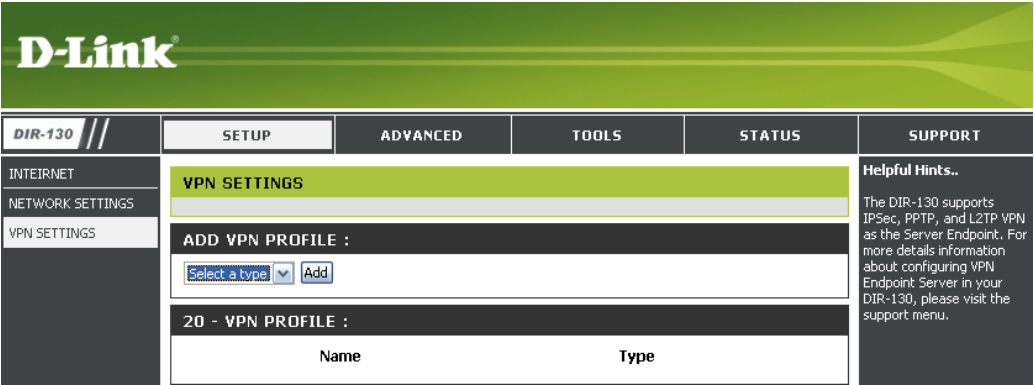 D-Link®
DIR-130
SETUP
ADVANCED
TOOLS
STATUS
SUPPORT
INTEIRNET
NETWORK SETTINGS
VPN SETTINGS
VPN SETTINGS
ADD VPN PROFILE :
Select a type
Add
20 - VPN PROFILE :
Name
Type
Helpful Hints..
The DIR-130 supports
IPSec, PPTP, and L2TP VPN
as the Server Endpoint. For
more details information
about configuring VPN
Endpoint Server in your
DIR-130, please visit the
support menu.